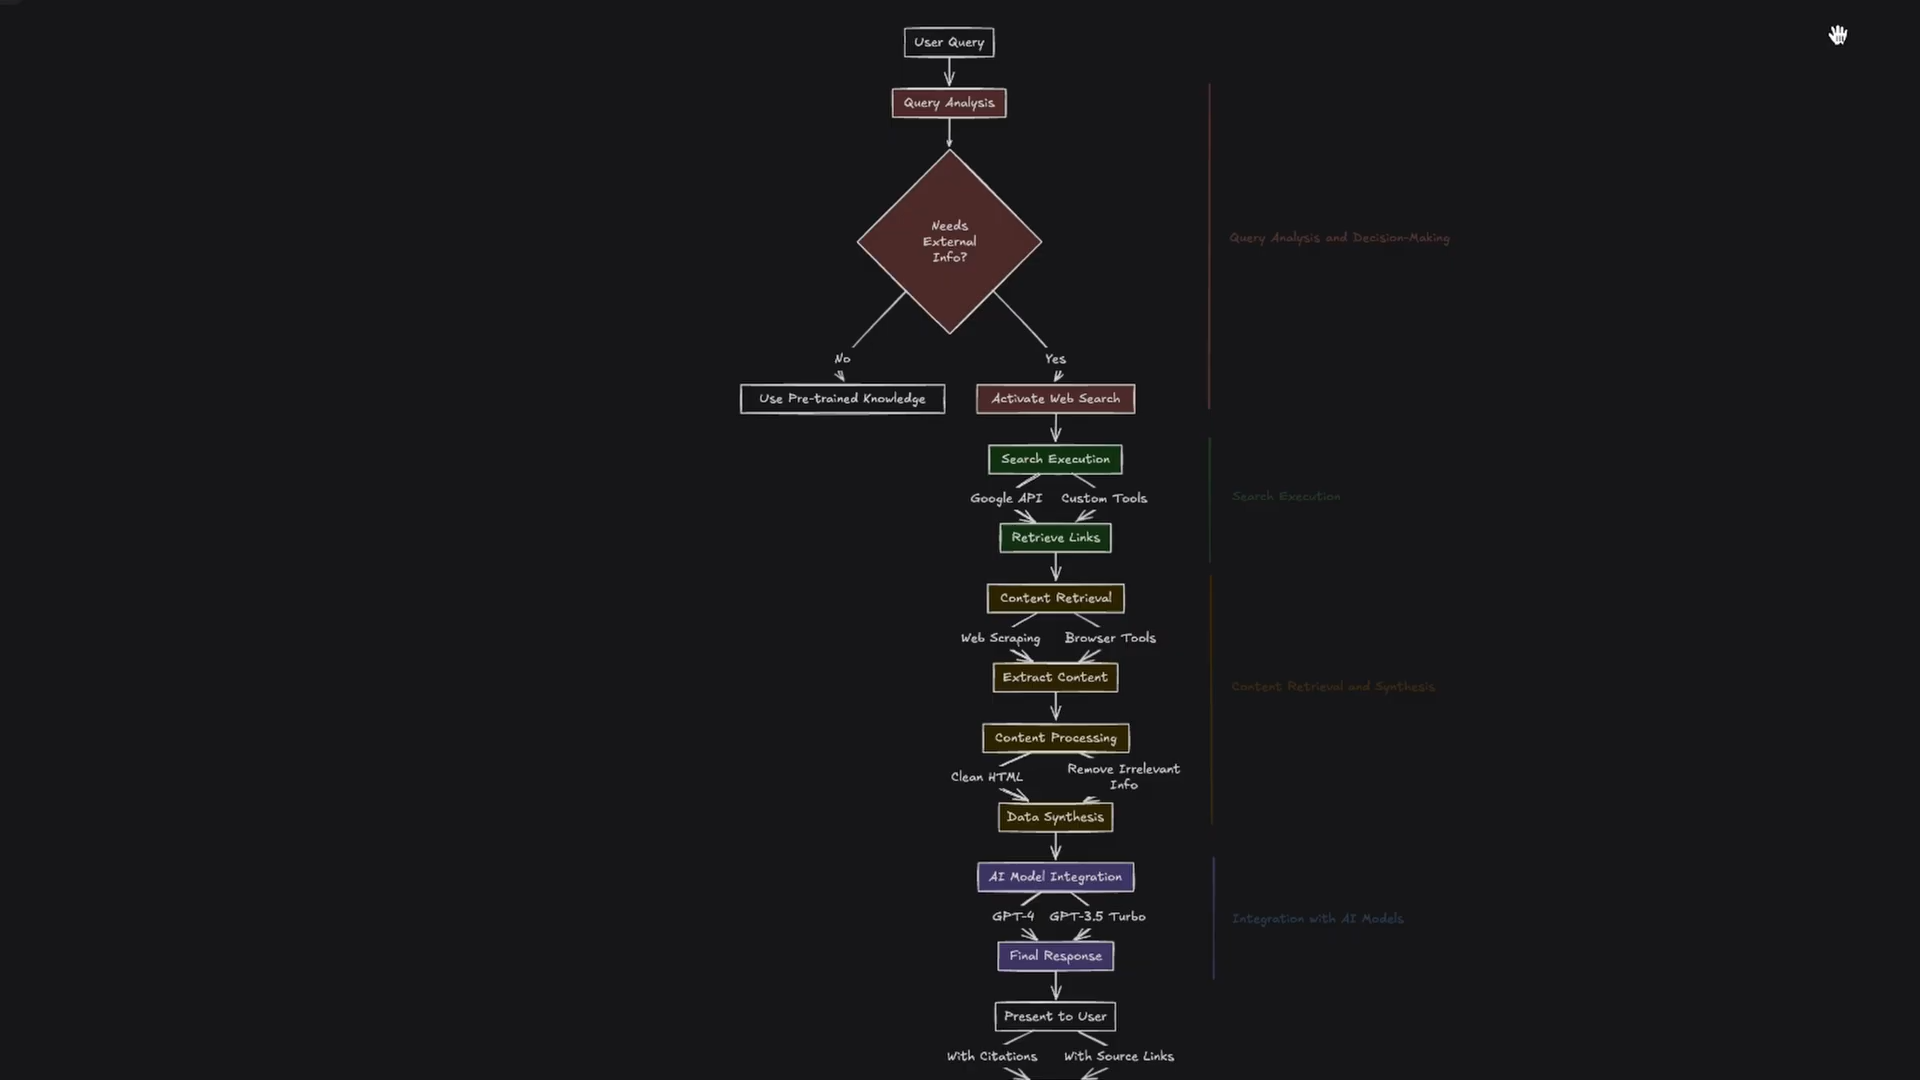 User Query
Query Analysis
Needs
External
Info?
Query Analysis and Decision-Making
No
Yes
Use Pre-trained Knowledge
Activate Web Search
Search Execution
Google API
Custom Tools
Search Execution
Retrieve Links
Content Retrieval
Web Scraping
Browser Tools
Extract Content
Content Retrieval and Synthesis
Content Processing
Clean HTML
Remove Irrelevant
Info
Data Synthesis
AI Model Integration
GPT-4
GPT-3.5 Turbo
Integration with AI Models
Final Response
Present to User
With Citations
With Source Links